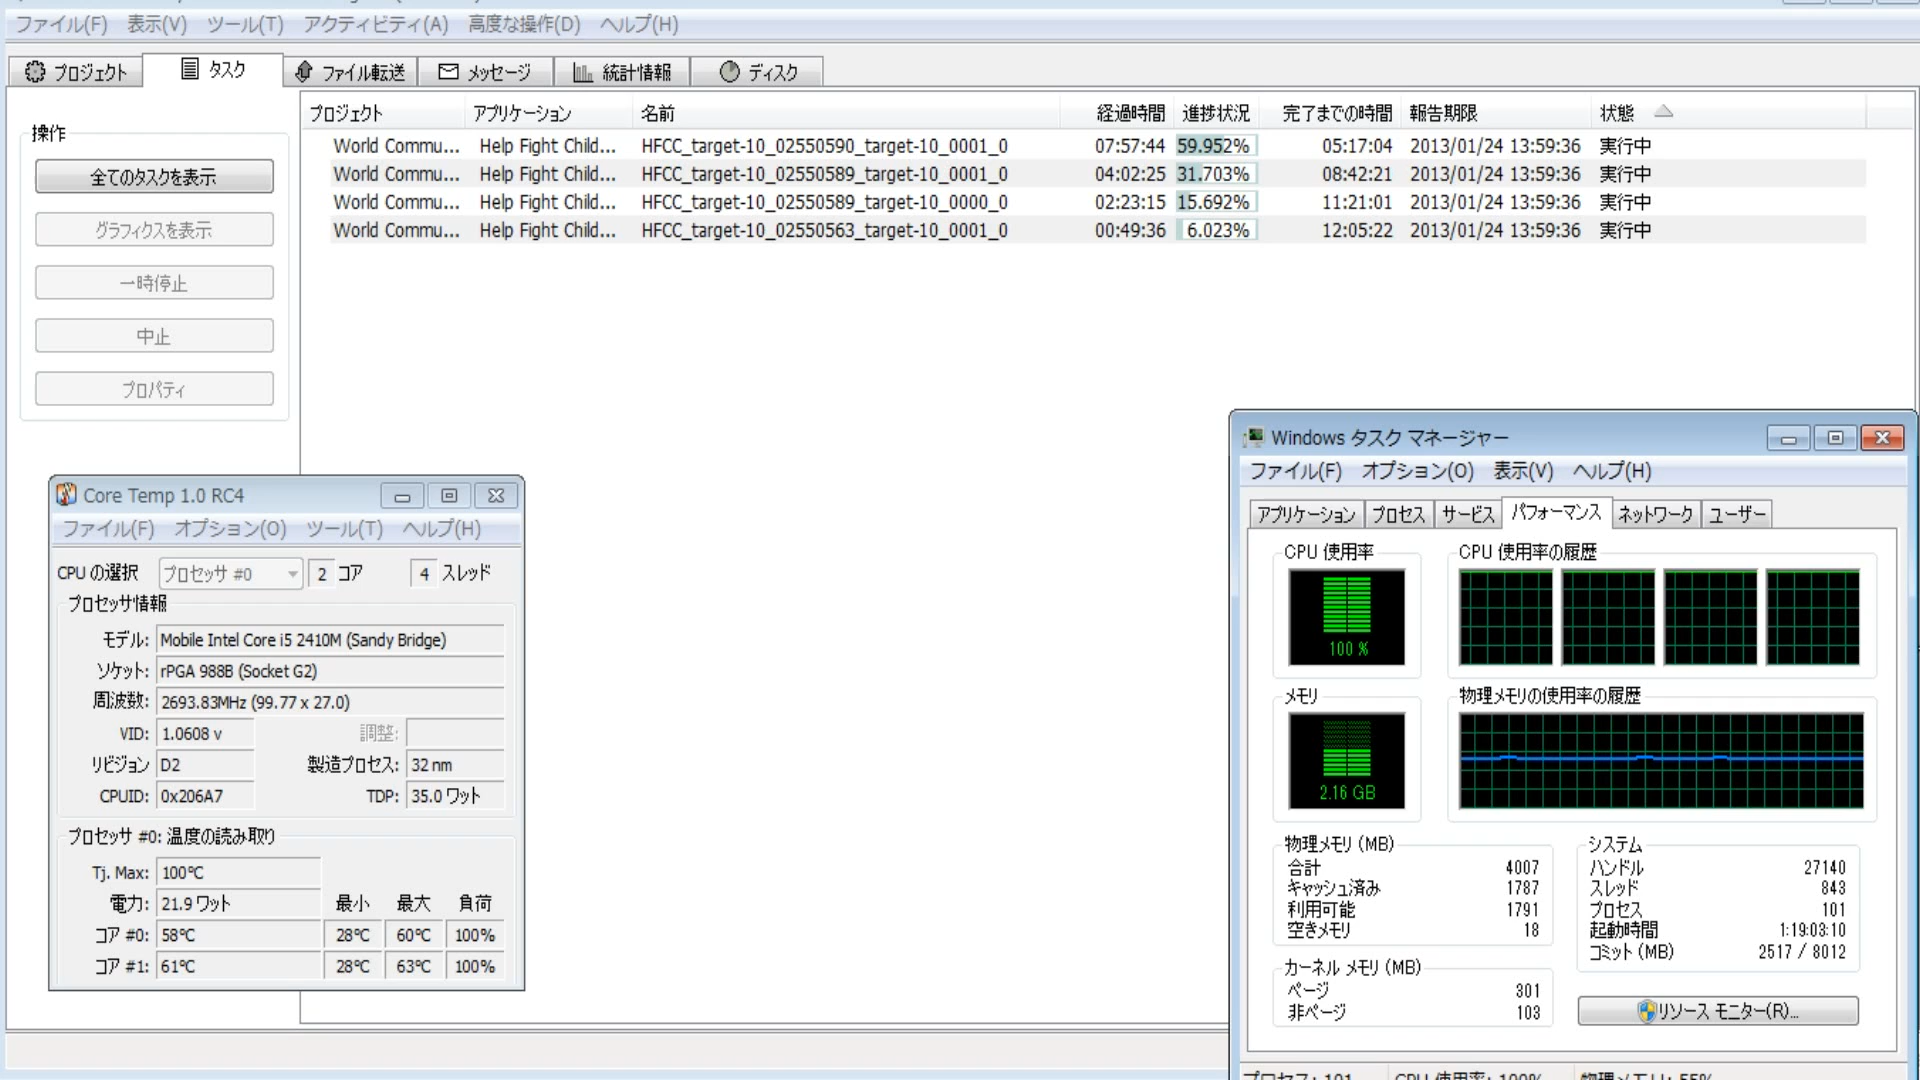 ファイル(F) 表示(V) ツール(T) アクティビティ(A) 高度な操作(D) ヘルプ(H)
プロジェクト タスク ファイル転送 メッセージ 統計情報 ディスク
操作
全てのタスクを表示
グラフィクスを表示
一時停止
中止
プロパティ
プロジェクト アプリケーション 名前 経過時間 進捗状況 完了までの時間 報告期限 状態
World Commu... Help Fight Child... HFCC_target-10_02550590_target-10_0001_0 07:57:44 59.952% 05:17:04 2013/01/24 13:59:36 実行中
World Commu... Help Fight Child... HFCC_target-10_02550589_target-10_0001_0 04:02:25 31.703% 08:42:21 2013/01/24 13:59:36 実行中
World Commu... Help Fight Child... HFCC_target-10_02550589_target-10_0000_0 02:23:15 15.692% 11:21:01 2013/01/24 13:59:36 実行中
World Commu... Help Fight Child... HFCC_target-10_02550563_target-10_0001_0 00:49:36 6.023% 12:05:22 2013/01/24 13:59:36 実行中
Core Temp 1.0 RC4
ファイル(F) オプション(O) ツール(T) ヘルプ(H)
CPU の選択 プロセッサ #0 2 コア 4 スレッド
プロセッサ情報
モデル: Mobile Intel Core i5 2410M (Sandy Bridge)
ソケット: rPGA 988B (Socket G2)
周波数: 2693.83MHz (99.77 x 27.0)
VID: 1.0608 v 調整:
リビジョン D2 製造プロセス: 32 nm
CPUID: 0x206A7 TDP: 35.0 ワット
プロセッサ #0: 温度の読み取り
Tj. Max: 100℃
電力: 21.9 ワット 最小 最大 負荷
コア #0: 58℃ 28℃ 60℃ 100%
コア #1: 61℃ 28℃ 63℃ 100%
Windows タスク マネージャー
ファイル(F) オプション(O) 表示(V) ヘルプ(H)
アプリケーション プロセス サービス パフォーマンス ネットワーク ユーザー
CPU 使用率 CPU 使用率の履歴
100 %
メモリ 物理メモリの使用率の履歴
2.16 GB
物理メモリ (MB)
合計 4007
キャッシュ済み 1787
利用可能 1791
空きメモリ 18
カーネル メモリ (MB)
ページ 301
非ページ 103
システム
ハンドル 27140
スレッド 843
プロセス 101
起動時間 1:19:03:10
コミット (MB) 2517 / 8012
リソース モニター(R)...
プロセス: 101 CPU 使用率: 100% 物理メモリ: 55%